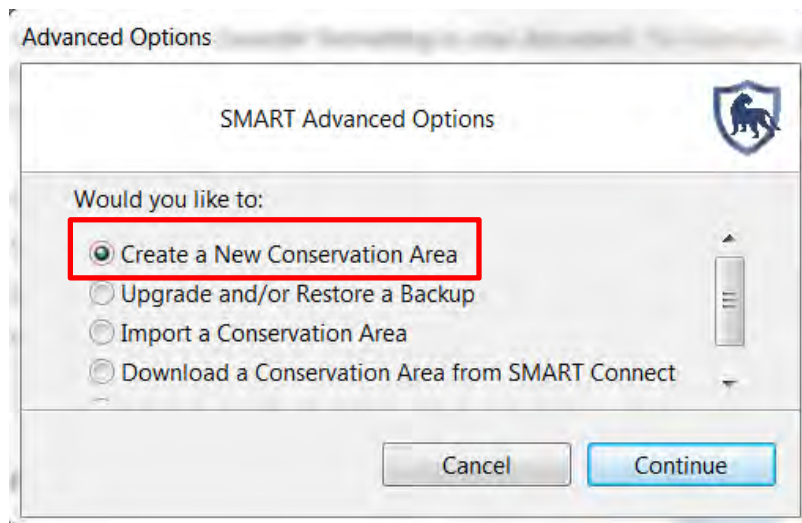 Advanced Options
SMART Advanced Options
Would you like to:
Create a New Conservation Area
Upgrade and/or Restore a Backup
Import a Conservation Area
Download a Conservation Area from SMART Connect
Cancel
Continue